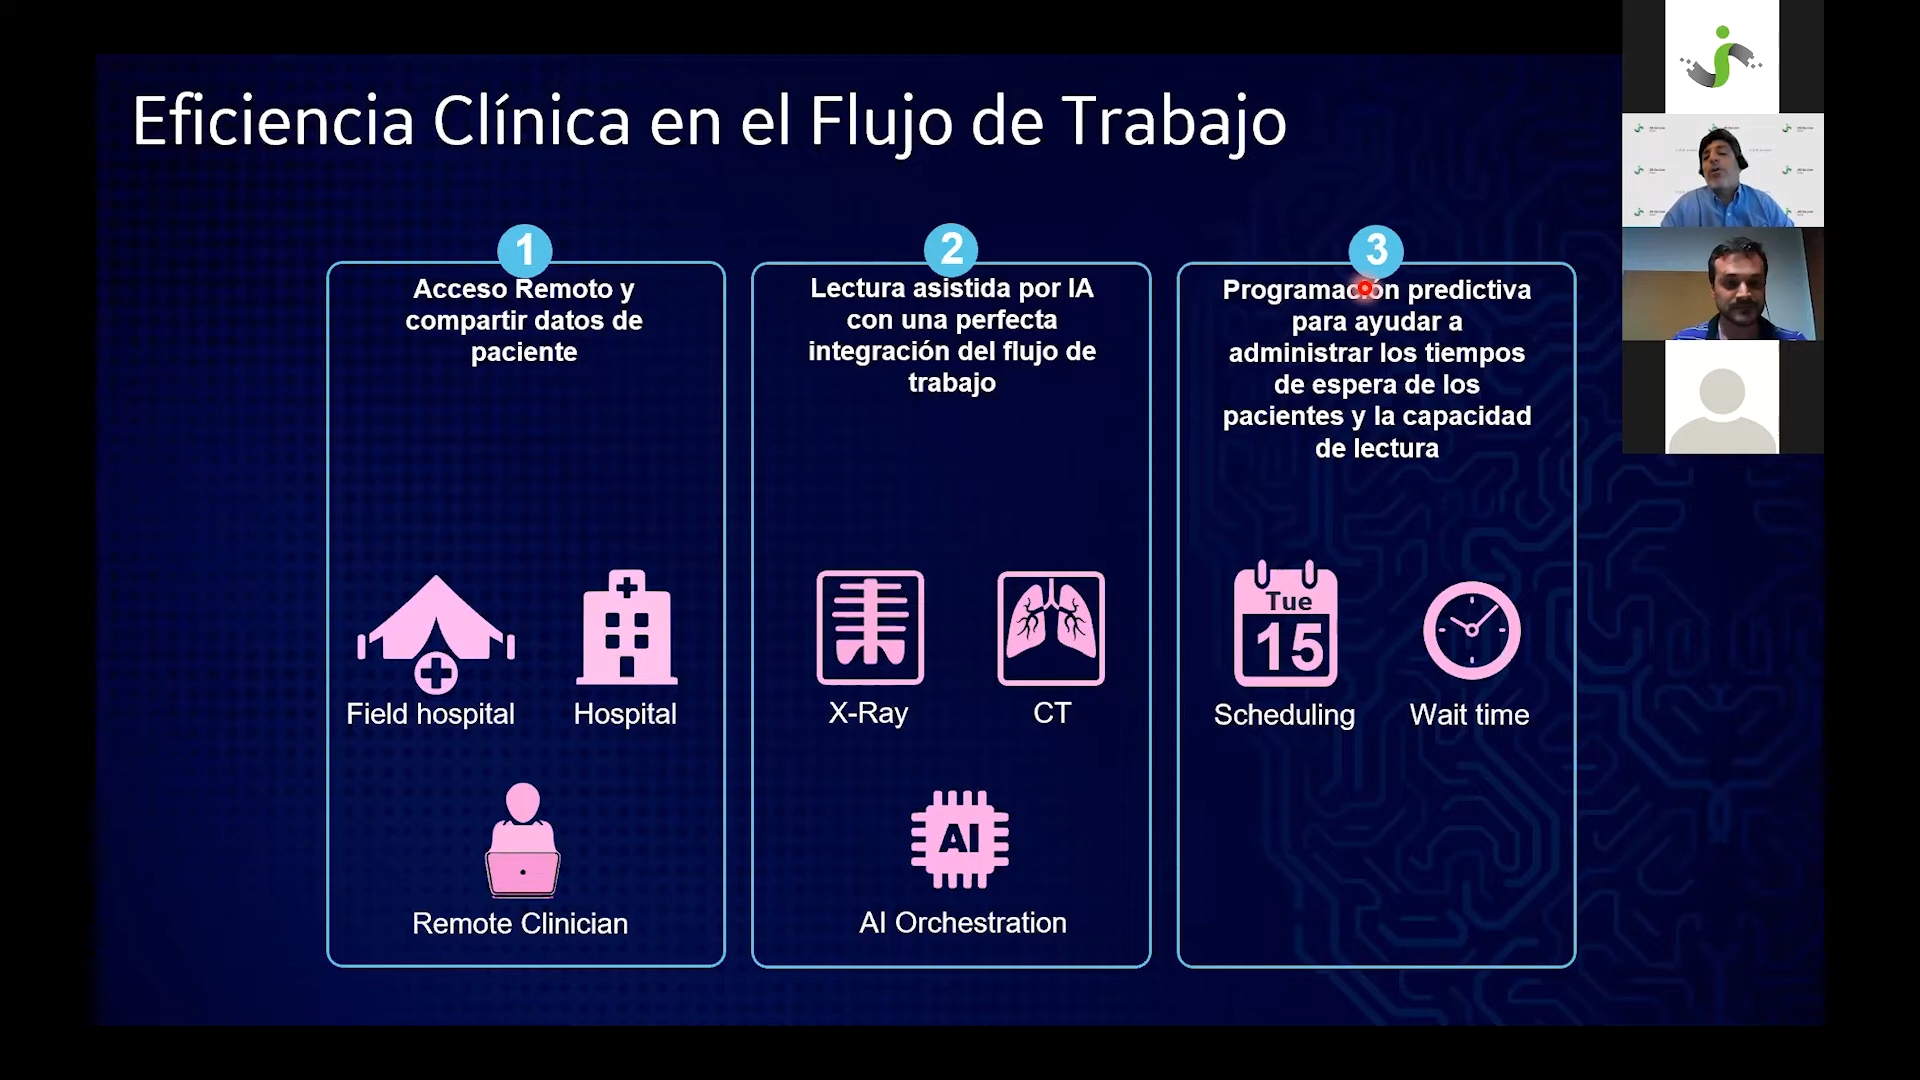 Eficiencia Clínica en el Flujo de Trabajo
1
Acceso Remoto y
compartir datos de
paciente
Field hospital
Hospital
Remote Clinician
2
Lectura asistida por IA
con una perfecta
integración del flujo de
trabajo
X-Ray
CT
AI
AI Orchestration
3
Programación predictiva
para ayudar a
administrar los tiempos
de espera de los
pacientes y la capacidad
de lectura
Tue
15
Scheduling
Wait time